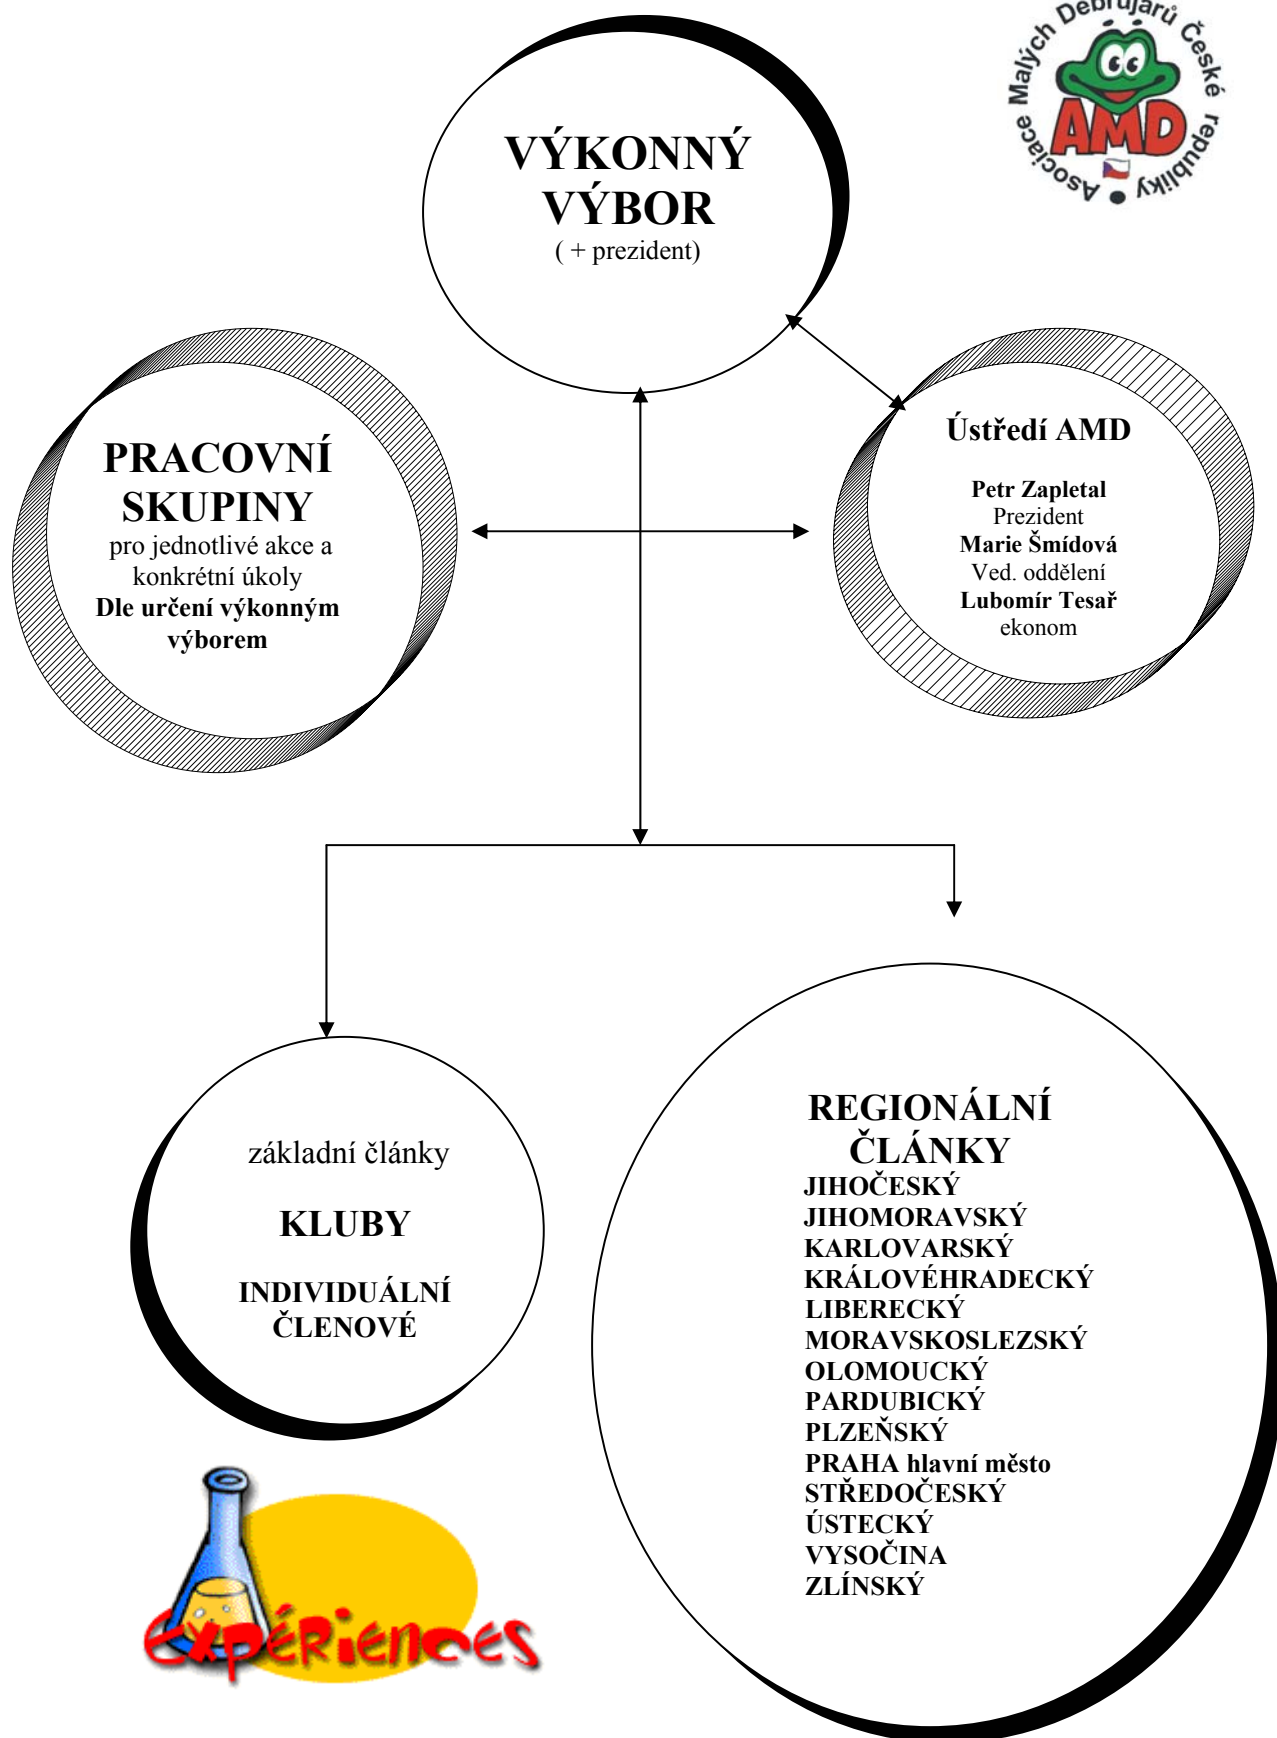 Asociace Malých Debrujarů České republiky
AMD
VÝKONNÝ
VÝBOR
( + prezident)
PRACOVNÍ
SKUPINY
pro jednotlivé akce a
konkrétní úkoly
Dle určení výkonným
výborem
Ústředí AMD
Petr Zapletal
Prezident
Marie Šmídová
Ved. oddělení
Lubomír Tesař
ekonom
základní články
KLUBY
INDIVIDUÁLNÍ
ČLENOVÉ
REGIONÁLNÍ
ČLÁNKY
JIHOČESKÝ
JIHOMORAVSKÝ
KARLOVARSKÝ
KRÁLOVÉHRADECKÝ
LIBERECKÝ
MORAVSKOSLEZSKÝ
OLOMOUCKÝ
PARDUBICKÝ
PLZEŇSKÝ
PRAHA hlavní město
STŘEDOČESKÝ
ÚSTECKÝ
VYSOČINA
ZLÍNSKÝ
expériences